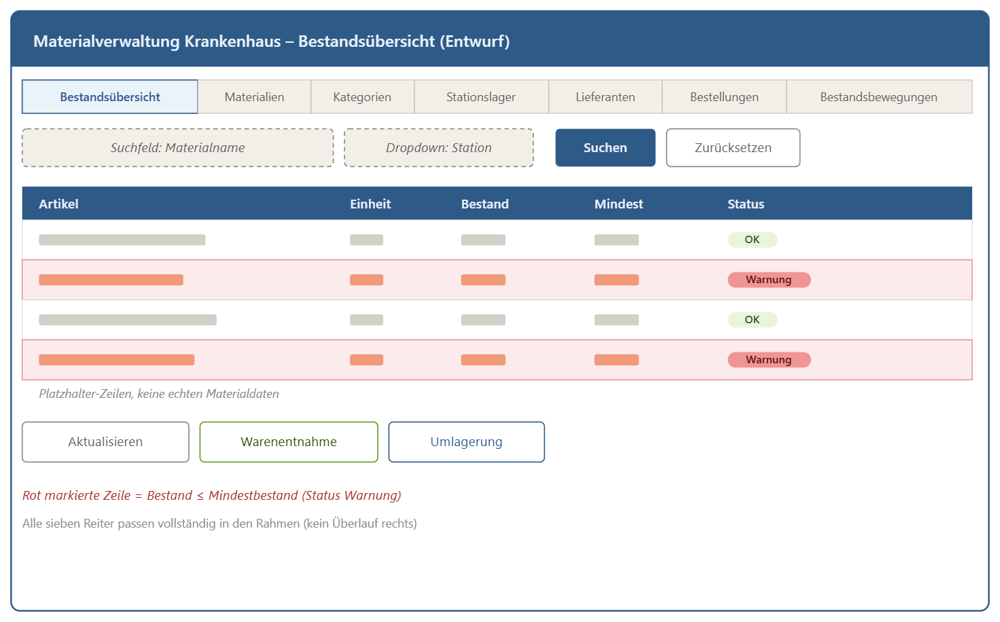 Materialverwaltung Krankenhaus – Bestandsübersicht (Entwurf)
Bestandsübersicht Materialien Kategorien Stationslager Lieferanten Bestellungen Bestandsbewegungen
Suchfeld: Materialname Dropdown: Station Suchen Zurücksetzen
Artikel Einheit Bestand Mindest Status
OK
Warnung
OK
Warnung
Platzhalter-Zeilen, keine echten Materialdaten
Aktualisieren Warenentnahme Umlagerung
Rot markierte Zeile = Bestand ≤ Mindestbestand (Status Warnung)
Alle sieben Reiter passen vollständig in den Rahmen (kein Überlauf rechts)